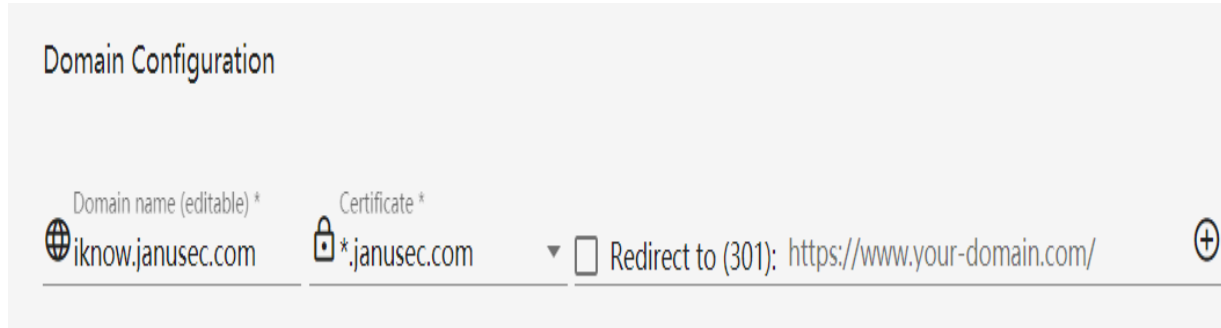 Domain Configuration
Domain name (editable) * Certificate *
iknow.janusec.com *.janusec.com Redirect to (301): https://www.your-domain.com/